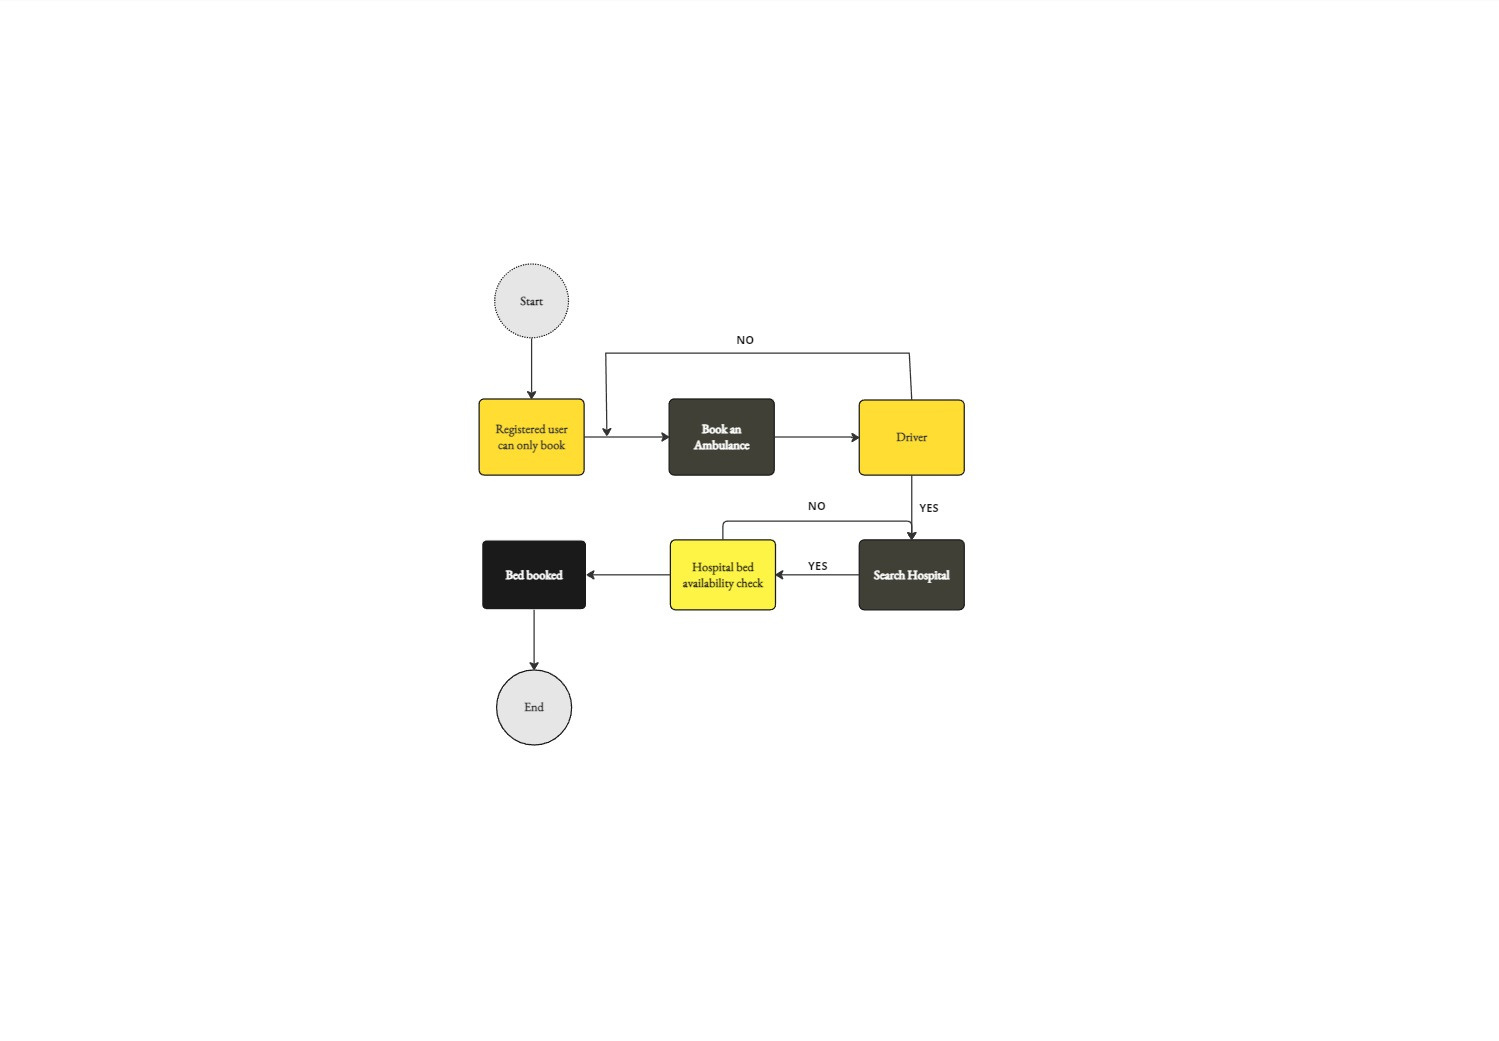 Start
NO
Registered user
can only book
Book an
Ambulance
Driver
NO
YES
Bed booked
Hospital bed
availability check
YES
Search Hospital
End